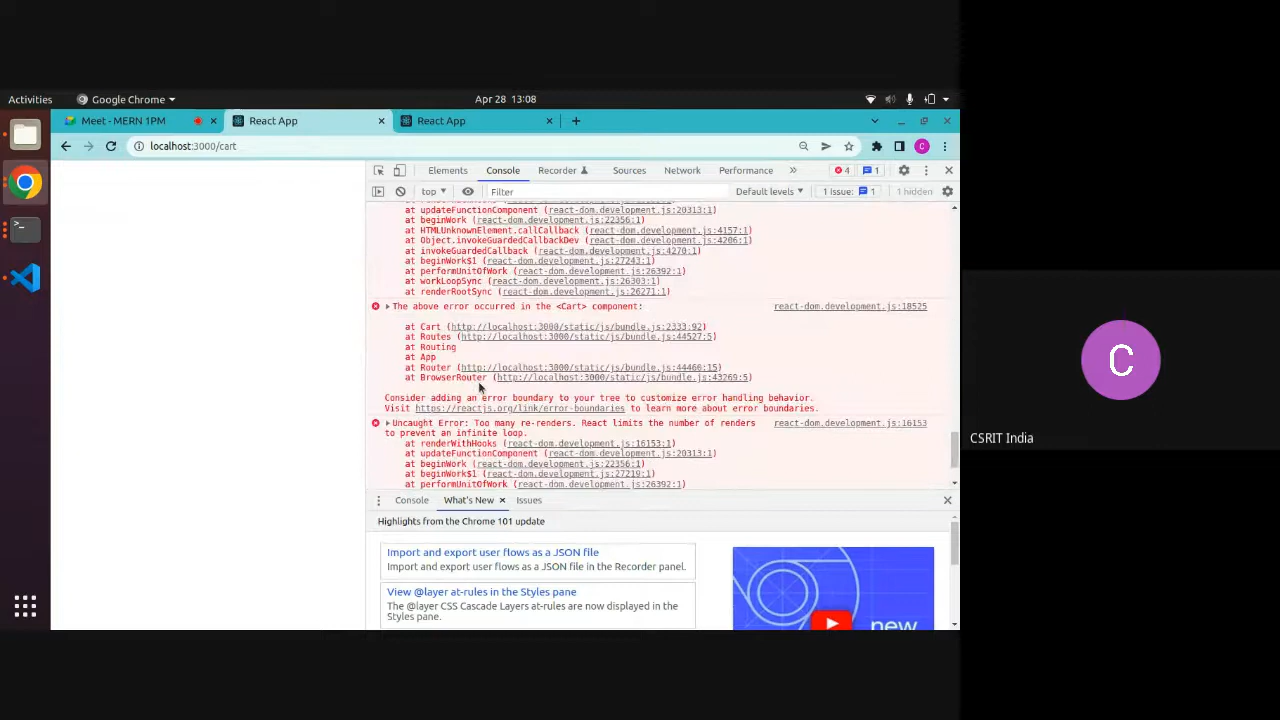 Activities
Google Chrome
Apr 28 13:08
Meet - MERN 1PM
React App
React App
localhost:3000/cart
Elements
Console
Recorder
Sources
Network
Performance
4
1
top
Filter
Default levels
1 Issue:
1
1 hidden
at updateFunctionComponent (react-dom.development.js:20313:1)
at beginWork (react-dom.development.js:22356:1)
at HTMLUnknownElement.callCallback (react-dom.development.js:4157:1)
at Object.invokeGuardedCallbackDev (react-dom.development.js:4206:1)
at invokeGuardedCallback (react-dom.development.js:4270:1)
at beginWork$1 (react-dom.development.js:27243:1)
at performUnitOfWork (react-dom.development.js:26392:1)
at workLoopSync (react-dom.development.js:26303:1)
at renderRootSync (react-dom.development.js:26271:1)
The above error occurred in the <Cart> component:
react-dom.development.js:18525
at Cart (http://localhost:3000/static/js/bundle.js:2333:92)
at Routes (http://localhost:3000/static/js/bundle.js:44527:5)
at Routing
at App
at Router (http://localhost:3000/static/js/bundle.js:44460:15)
at BrowserRouter (http://localhost:3000/static/js/bundle.js:43269:5)
Consider adding an error boundary to your tree to customize error handling behavior.
Visit https://reactjs.org/link/error-boundaries to learn more about error boundaries.
Uncaught Error: Too many re-renders. React limits the number of renders
react-dom.development.js:16153
to prevent an infinite loop.
at renderWithHooks (react-dom.development.js:16153:1)
at updateFunctionComponent (react-dom.development.js:20313:1)
at beginWork (react-dom.development.js:22356:1)
at beginWork$1 (react-dom.development.js:27219:1)
at performUnitOfWork (react-dom.development.js:26392:1)
Console
What's New
Issues
Highlights from the Chrome 101 update
Import and export user flows as a JSON file
Import and export user flows as a JSON file in the Recorder panel.
View @layer at-rules in the Styles pane
The @layer CSS Cascade Layers at-rules are now displayed in the
Styles pane.
new
C
C
CSRIT India